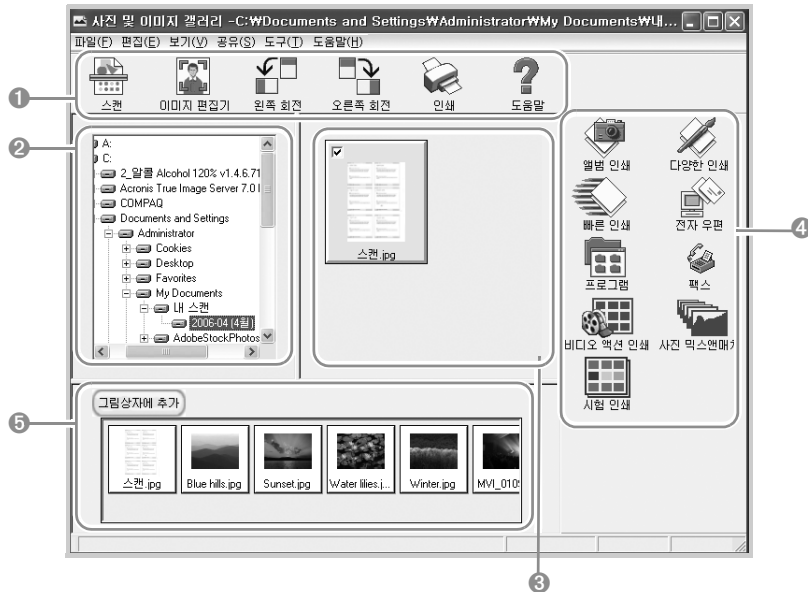 사진 및 이미지 갤러리 -C:₩Documents and Settings₩Administrator₩My Documents₩내...
파일(F) 편집(E) 보기(V) 공유(S) 도구(T) 도움말(H)
스캔 이미지 편집기 왼쪽 회전 오른쪽 회전 인쇄 도움말
❶
❷
A:
C:
2_알콜 Alcohol 120% v1.4.6.71
Acronis True Image Server 7.0
COMPAQ
Documents and Settings
Administrator
Cookies
Desktop
Favorites
My Documents
내 스캔
2006-04 (4월)
AdobeStockPhotos
스캔.jpg
앨범 인쇄 다양한 인쇄
빠른 인쇄 전자 우편
프로그램 팩스
비디오 액션 인쇄 사진 믹스앤매치
시험 인쇄
❹
❺
그림상자에 추가
스캔.jpg Blue hills.jpg Sunset.jpg Water lilies.j... Winter.jpg MVI_010
❸